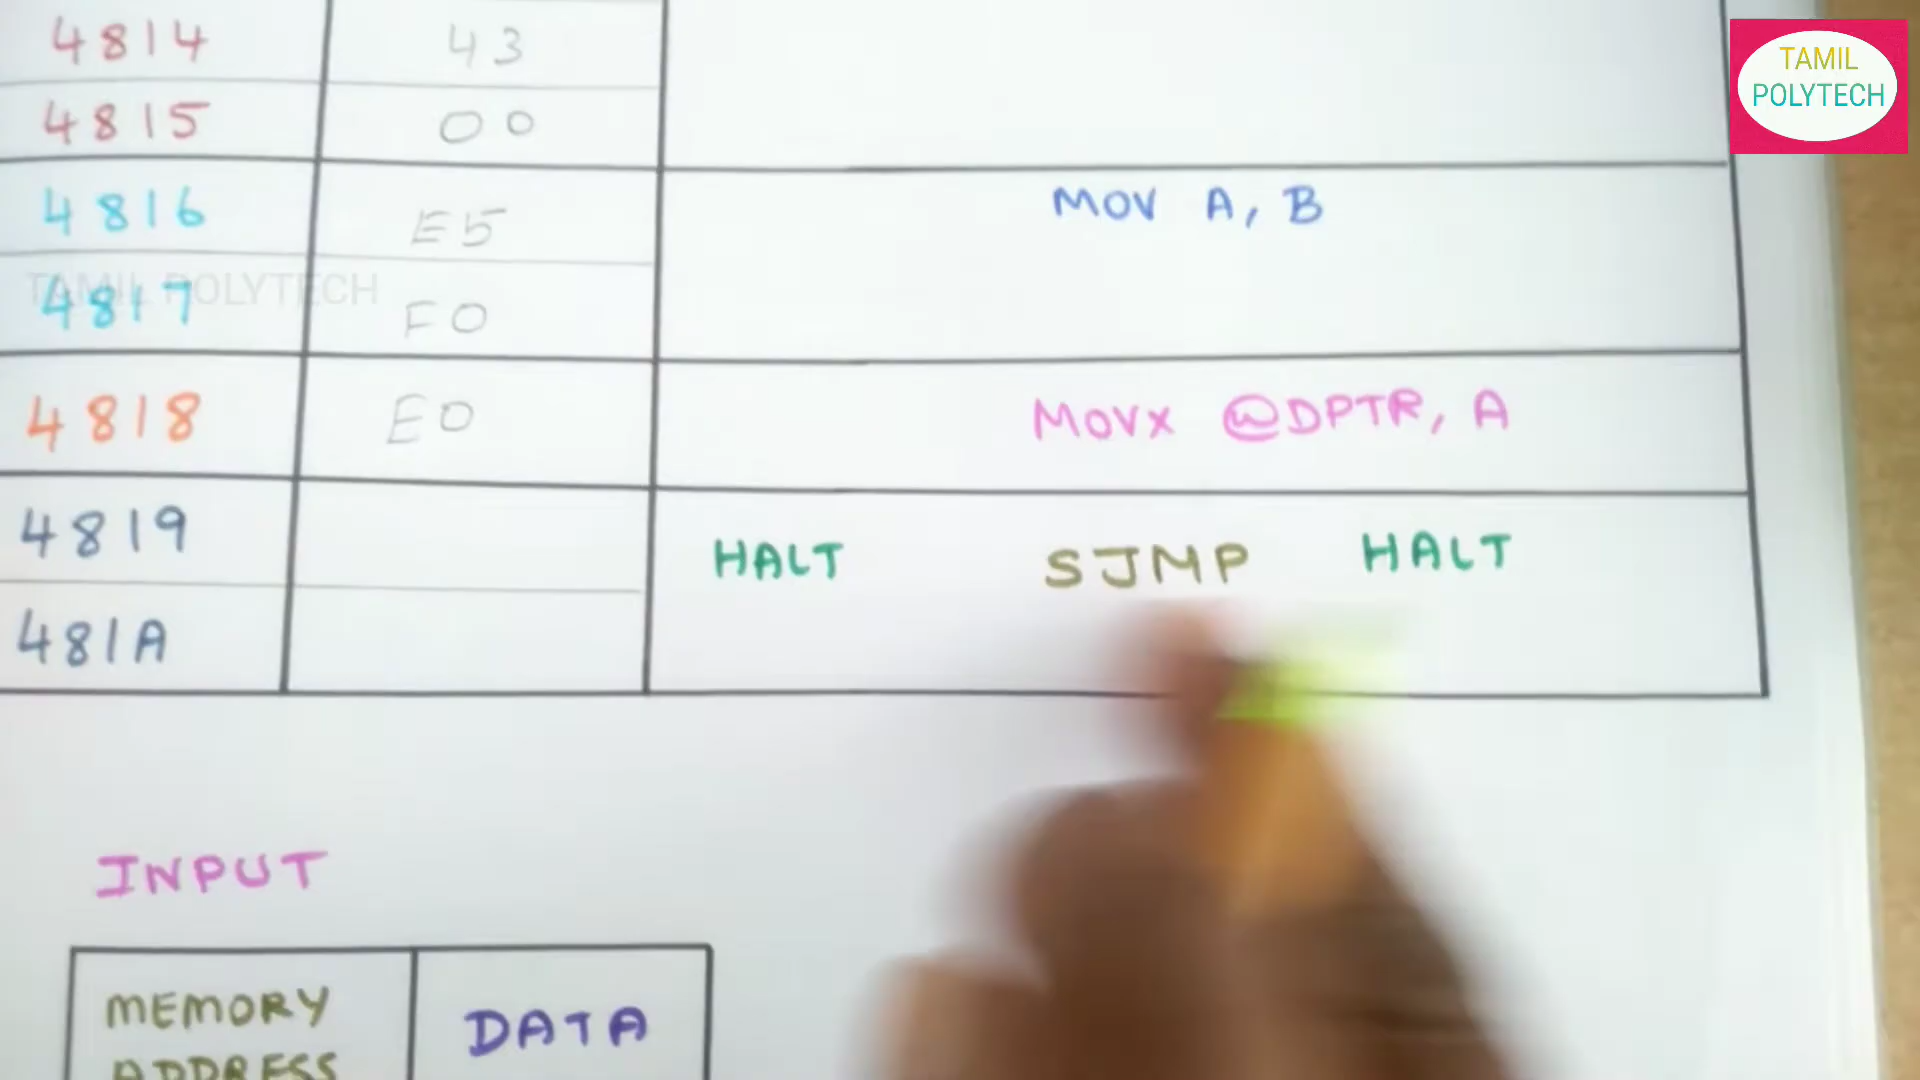 TAMIL
POLYTECH
4814 43
4815 00
4816 E5 MOV A, B
TAMIL POLYTECH
4817 F0
4818 E0 MOVX @DPTR, A
4819 HALT SJMP HALT
481A
INPUT
MEMORY DATA
ADDRESS